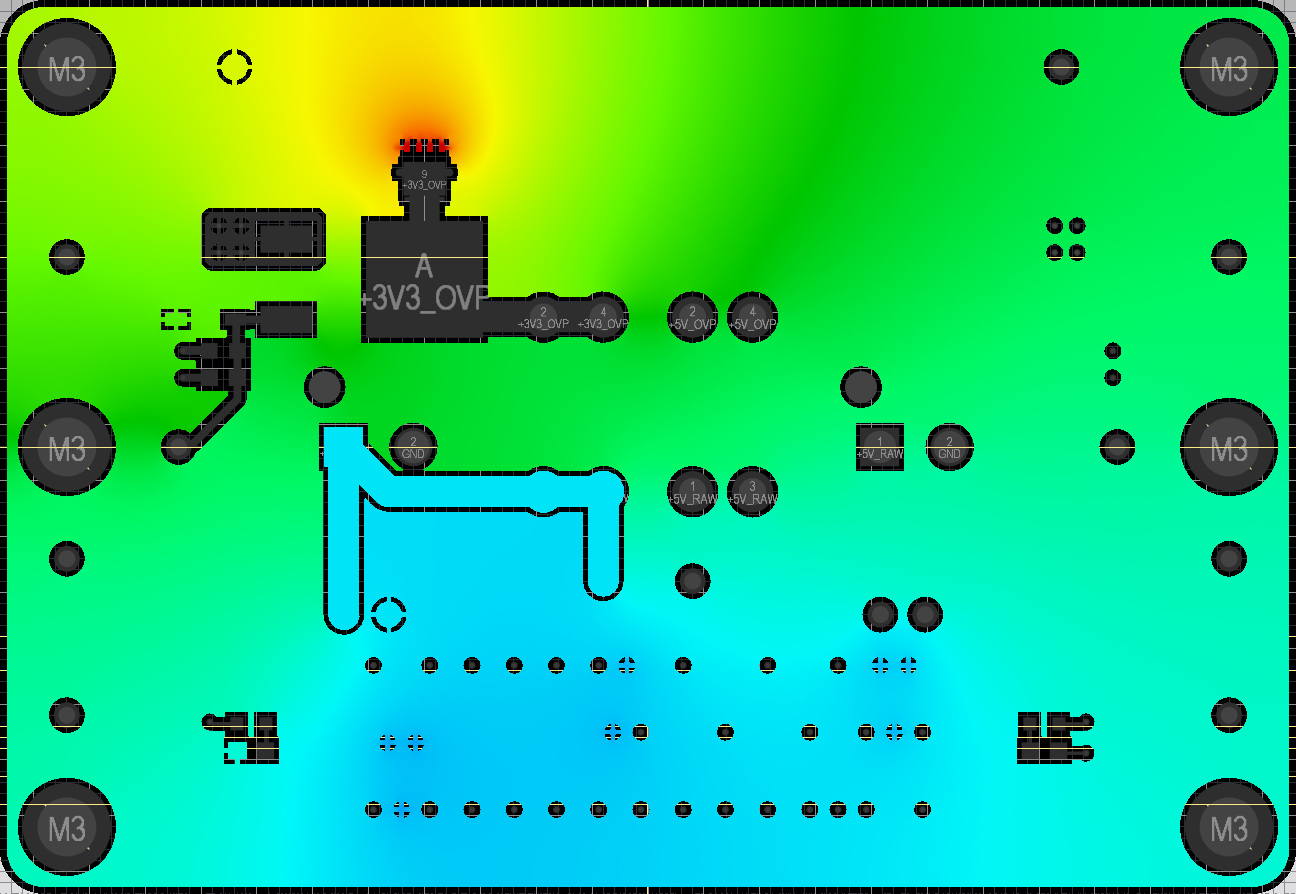 M3
M3
9
+3V3_OVP
A
+3V3_OVP
2
+3V3_OVP
4
+3V3_OVP
2
+5V_OVP
4
+5V_OVP
M3
2
GND
1
+5V_RAW
2
GND
M3
1
+5V_RAW
3
+5V_RAW
M3
M3